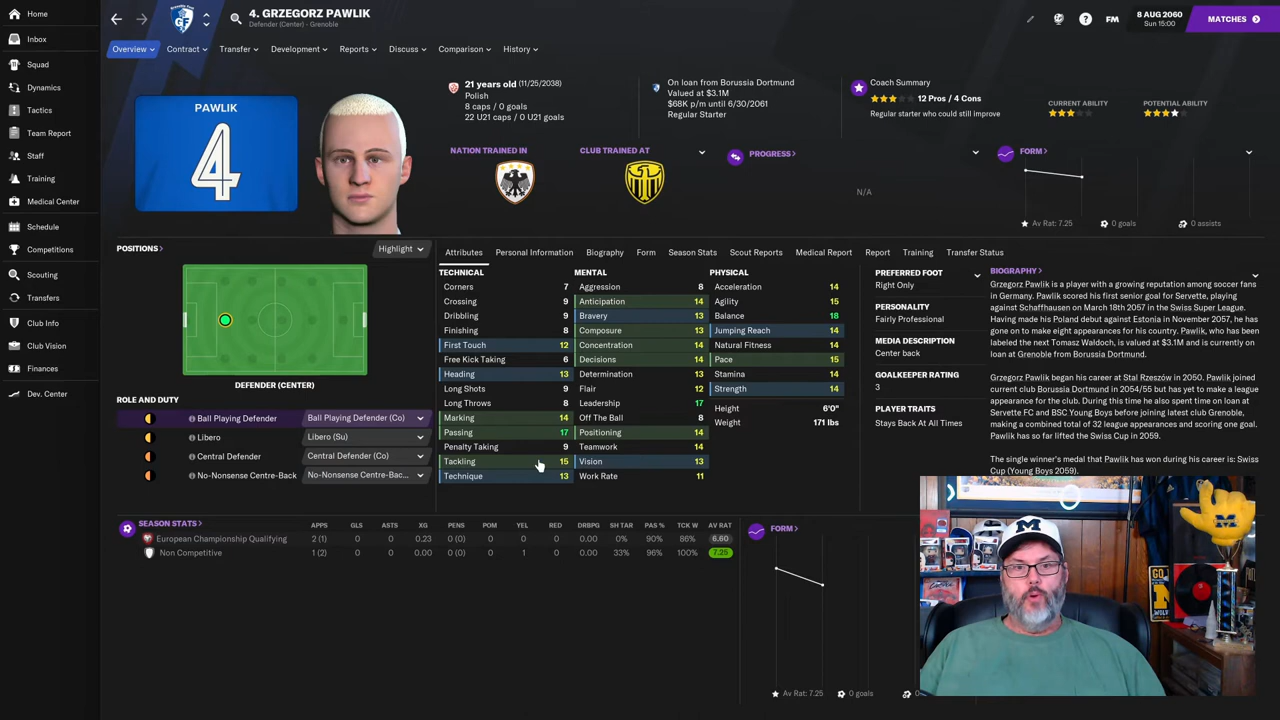 Home
Inbox
Squad
Dynamics
Tactics
Team Report
Staff
Training
Medical Center
Schedule
Competitions
Scouting
Transfers
Club Info
Club Vision
Finances
Dev. Center
4. GRZEGORZ PAWLIK
Defender (Center) - Grenoble
FM
8 AUG 2060
Sun 15:00
MATCHES
Overview
Contract
Transfer
Development
Reports
Discuss
Comparison
History
PAWLIK
4
21 years old (11/25/2038)
Polish
8 caps / 0 goals
22 U21 caps / 0 U21 goals
On loan from Borussia Dortmund
Valued at $3.1M
$68K p/m until 6/30/2061
Regular Starter
Coach Summary
12 Pros / 4 Cons
Regular starter who could still improve
CURRENT ABILITY
POTENTIAL ABILITY
NATION TRAINED IN
CLUB TRAINED AT
PROGRESS
N/A
FORM
Av Rat: 7.25
0 goals
0 assists
POSITIONS
Highlight
DEFENDER (CENTER)
ROLE AND DUTY
Ball Playing Defender Ball Playing Defender (Co)
Libero Libero (Su)
Central Defender Central Defender (Co)
No-Nonsense Centre-Back No-Nonsense Centre-Bac...
Attributes
Personal Information
Biography
Form
Season Stats
Scout Reports
Medical Report
Report
Training
Transfer Status
TECHNICAL
Corners 7
Crossing 9
Dribbling 9
Finishing 8
First Touch 12
Free Kick Taking 6
Heading 13
Long Shots 9
Long Throws 8
Marking 14
Passing 17
Penalty Taking 9
Tackling 15
Technique 13
MENTAL
Aggression 8
Anticipation 14
Bravery 13
Composure 13
Concentration 14
Decisions 14
Determination 13
Flair 12
Leadership 17
Off The Ball 8
Positioning 14
Teamwork 14
Vision 13
Work Rate 11
PHYSICAL
Acceleration 14
Agility 15
Balance 18
Jumping Reach 14
Natural Fitness 14
Pace 15
Stamina 14
Strength 14
Height 6'0"
Weight 171 lbs
PREFERRED FOOT
Right Only
PERSONALITY
Fairly Professional
MEDIA DESCRIPTION
Center back
GOALKEEPER RATING
3
PLAYER TRAITS
Stays Back At All Times
BIOGRAPHY
Grzegorz Pawlik is a player with a growing reputation among soccer fans
in Germany. Pawlik scored his first senior goal for Servette, playing
against Schaffhausen on March 18th 2057 in the Swiss Super League.
Having made his Poland debut against Estonia in November 2057, he has
gone on to make eight appearances for his country. Pawlik, who has been
labeled the next Tomasz Waldoch, is valued at $3.1M and is currently on
loan at Grenoble from Borussia Dortmund.
Grzegorz Pawlik began his career at Stal Rzeszów in 2050. Pawlik joined
current club Borussia Dortmund in 2054/55 but has yet to make a league
appearance for the club. During this time he also spent time on loan at
Servette FC and BSC Young Boys before joining latest club Grenoble,
making a combined total of 32 league appearances and scoring one goal.
Pawlik has so far lifted the Swiss Cup in 2059.
The single winner's medal that Pawlik has won during his career is: Swiss
Cup (Young Boys 2059).
SEASON STATS
APPS GLS ASTS XG PENS POM YEL RED DRBPG SH TAR PAS % TCK W AV RAT
European Championship Qualifying 2 (1) 0 0 0.23 0 (0) 0 0 0 0.00 0% 90% 86% 6.60
Non Competitive 1 (2) 0 0 0.00 0 (0) 0 1 0 0.00 33% 96% 100% 7.25
FORM
Av Rat: 7.25
0 goals
M